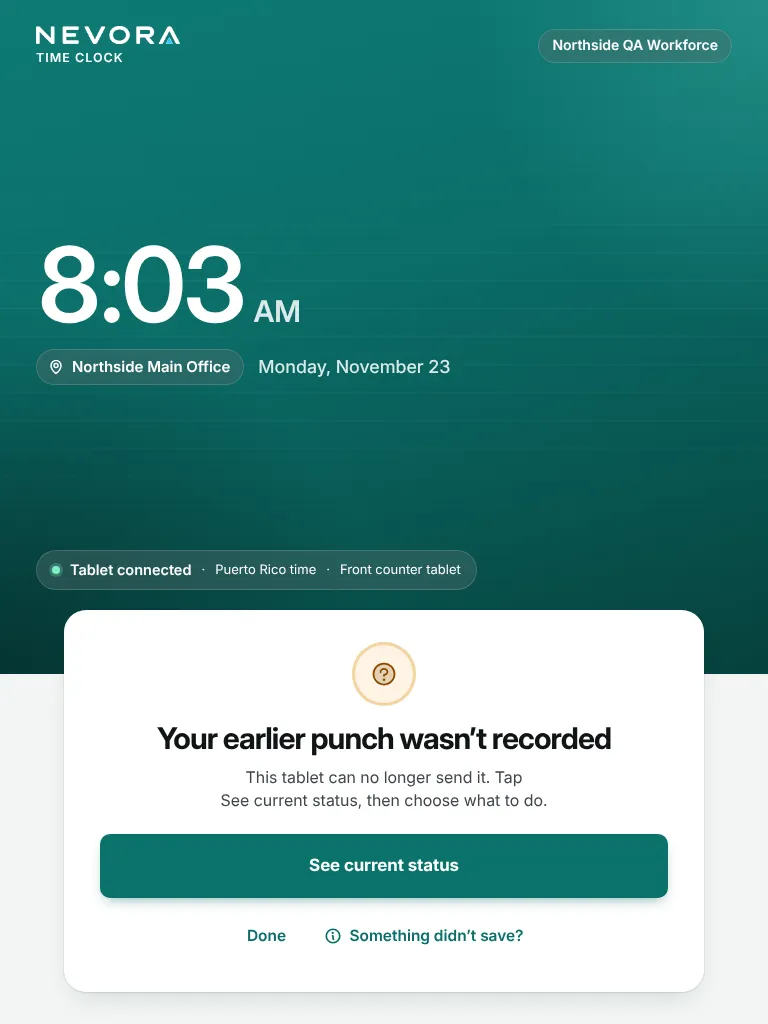 NEVORA
TIME CLOCK
Northside QA Workforce
8:03 AM
Northside Main Office
Monday, November 23
Tablet connected · Puerto Rico time · Front counter tablet
Your earlier punch wasn’t recorded
This tablet can no longer send it. Tap
See current status, then choose what to do.
See current status
Done
Something didn’t save?